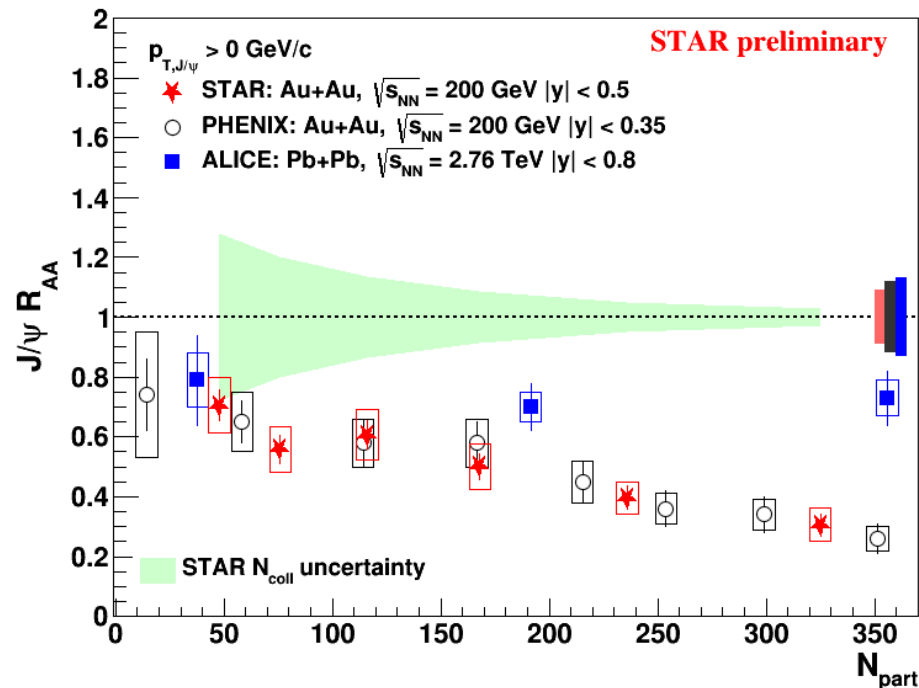 STAR preliminary
p_T,J/ψ > 0 GeV/c
STAR: Au+Au, √s_NN = 200 GeV |y| < 0.5
PHENIX: Au+Au, √s_NN = 200 GeV |y| < 0.35
ALICE: Pb+Pb, √s_NN = 2.76 TeV |y| < 0.8
J/ψ R_AA
2
1.8
1.6
1.4
1.2
1
0.8
0.6
0.4
0.2
0
STAR N_coll uncertainty
0 50 100 150 200 250 300 350
N_part